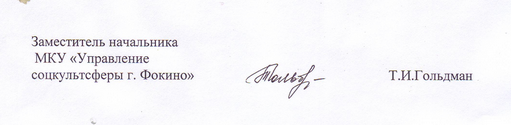 Заместитель начальника
МКУ «Управление
соцкультсферы г. Фокино» Т.И.Гольдман